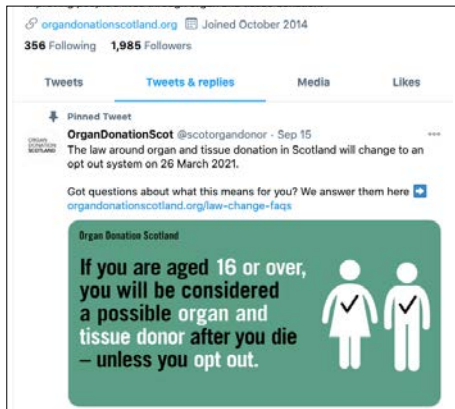 organdonationscotland.org Joined October 2014
356 Following 1,985 Followers
Tweets Tweets & replies Media Likes
Pinned Tweet
OrganDonationScot @scotorgandonor · Sep 15
ORGAN
DONATION
SCOTLAND
The law around organ and tissue donation in Scotland will change to an
opt out system on 26 March 2021.
Got questions about what this means for you? We answer them here ➡
organdonationscotland.org/law-change-faqs
Organ Donation Scotland
If you are aged 16 or over,
you will be considered
a possible organ and
tissue donor after you die
– unless you opt out.